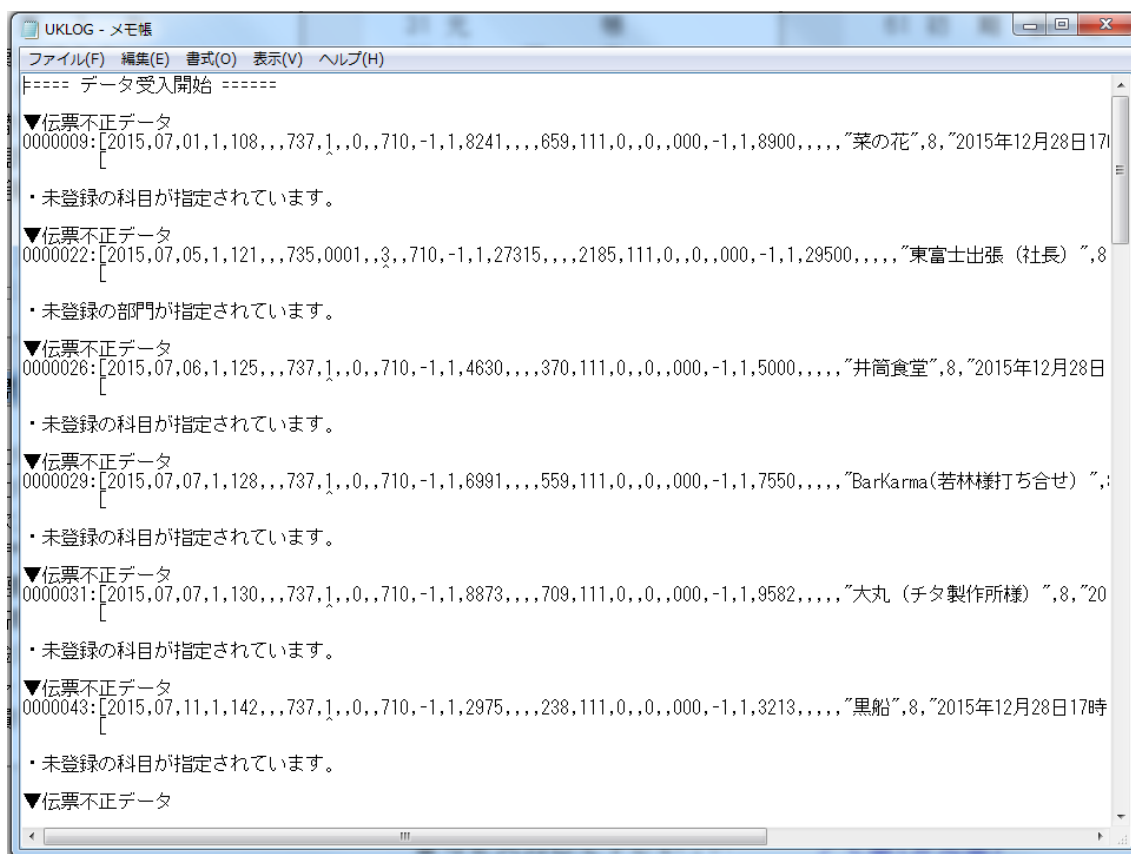 UKLOG - メモ帳
ファイル(F) 編集(E) 書式(O) 表示(V) ヘルプ(H)
===== データ受入開始 ======
▼伝票不正データ
0000009:[2015,07,01,1,108,,,737,1,,0,,710,-1,1,8241,,,,659,111,0,,0,,000,-1,1,8900,,,,,"菜の花",8,"2015年12月28日17
[ ^
・未登録の科目が指定されています。
▼伝票不正データ
0000022:[2015,07,05,1,121,,,735,0001,,3,,710,-1,1,27315,,,,2185,111,0,,0,,000,-1,1,29500,,,,,"東富士出張（社長）",8
[ ^
・未登録の部門が指定されています。
▼伝票不正データ
0000026:[2015,07,06,1,125,,,737,1,,0,,710,-1,1,4630,,,,370,111,0,,0,,000,-1,1,5000,,,,,"井筒食堂",8,"2015年12月28日
[ ^
・未登録の科目が指定されています。
▼伝票不正データ
0000029:[2015,07,07,1,128,,,737,1,,0,,710,-1,1,6991,,,,559,111,0,,0,,000,-1,1,7550,,,,,"BarKarma(若林様打ち合せ）",
[ ^
・未登録の科目が指定されています。
▼伝票不正データ
0000031:[2015,07,07,1,130,,,737,1,,0,,710,-1,1,8873,,,,709,111,0,,0,,000,-1,1,9582,,,,,"大丸（チタ製作所様）",8,"20
[ ^
・未登録の科目が指定されています。
▼伝票不正データ
0000043:[2015,07,11,1,142,,,737,1,,0,,710,-1,1,2975,,,,238,111,0,,0,,000,-1,1,3213,,,,,"黒船",8,"2015年12月28日17時
[ ^
・未登録の科目が指定されています。
▼伝票不正データ